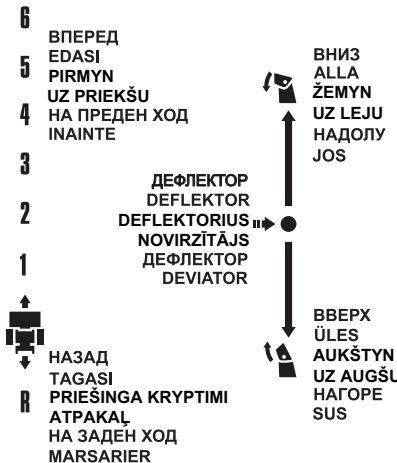 6
ВПЕРЕД
5
EDASI
PIRMYN
UZ PRIEKŠU
4
НА ПРЕДЕН ХОД
INAINTE
3
2
1
НАЗАД
TAGASI
R
PRIEŠINGA KRYPTIMI
ATPAKAĻ
НА ЗАДЕН ХОД
MARSARIER
ДЕФЛЕКТОР
DEFLEKTOR
DEFLEKTORIUS
NOVIRZĪTĀJS
ДЕФЛЕКТОР
DEVIATOR
ВНИЗ
ALLA
ŽEMYN
UZ LEJU
НАДОЛУ
JOS
ВВЕРХ
ÜLES
AUKŠTYN
UZ AUGŠU
НАГОРЕ
SUS